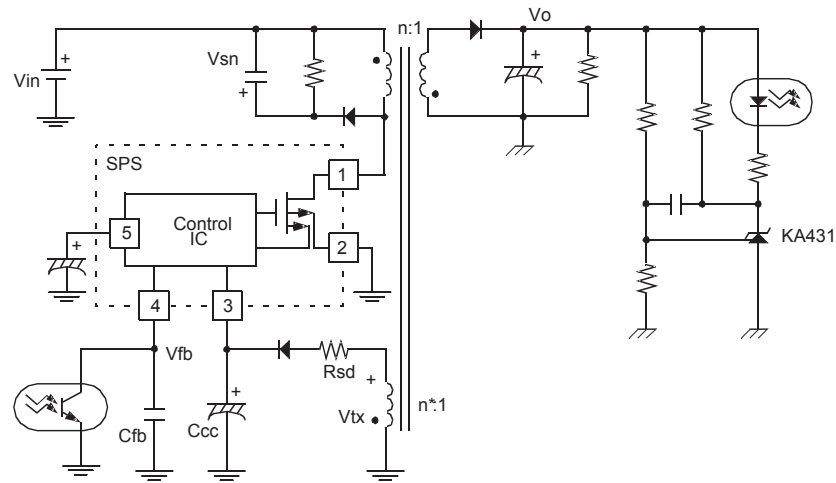 n:1
Vo
Vsn
+
Vin
+
+
SPS
1
Control
IC
5
2
+
KA431
4
3
Vfb
Rsd
+
+
n*:1
Vtx
Cfb
Ccc